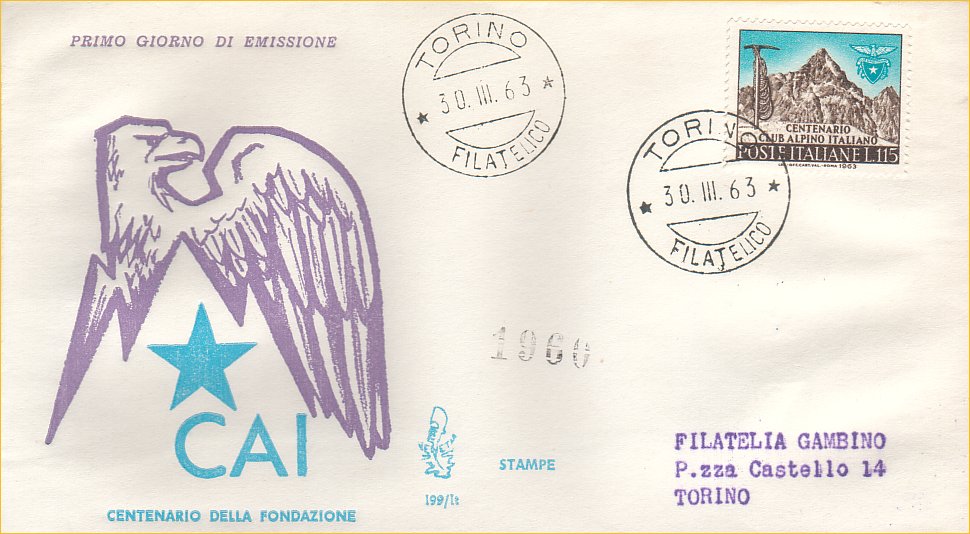 PRIMO GIORNO DI EMISSIONE
TORINO
30. III. 63
FILATELICO
CENTENARIO
CLUB ALPINO ITALIANO
POSTE ITALIANE L.115
1963
TORINO
30. III. 63
FILATELICO
1960
CAI
CENTENARIO DELLA FONDAZIONE
199/It
STAMPE
FILATELIA GAMBINO
P.zza Castello 14
TORINO